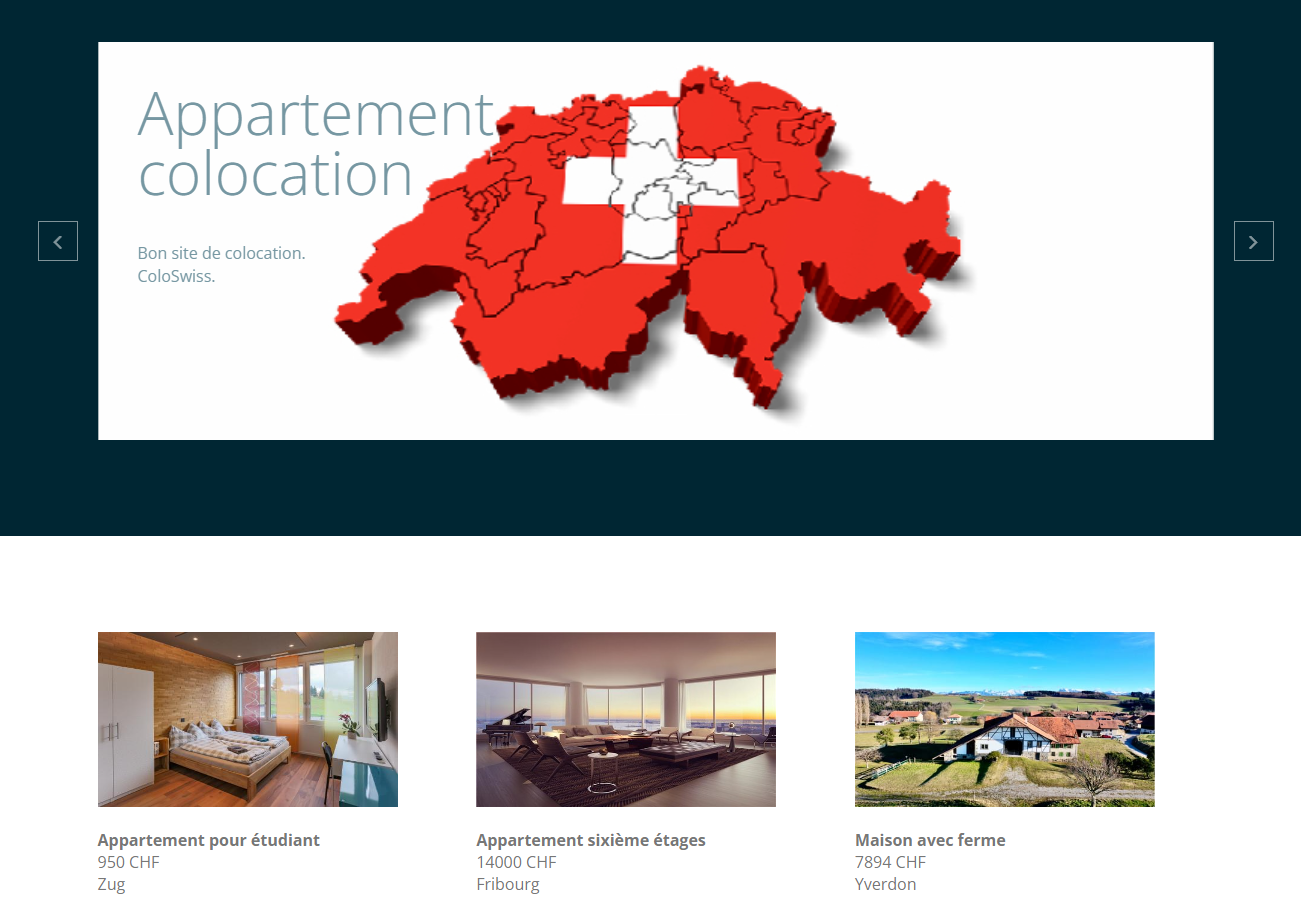 Appartement
colocation
Bon site de colocation.
ColoSwiss.
Appartement pour étudiant
950 CHF
Zug
Appartement sixième étages
14000 CHF
Fribourg
Maison avec ferme
7894 CHF
Yverdon